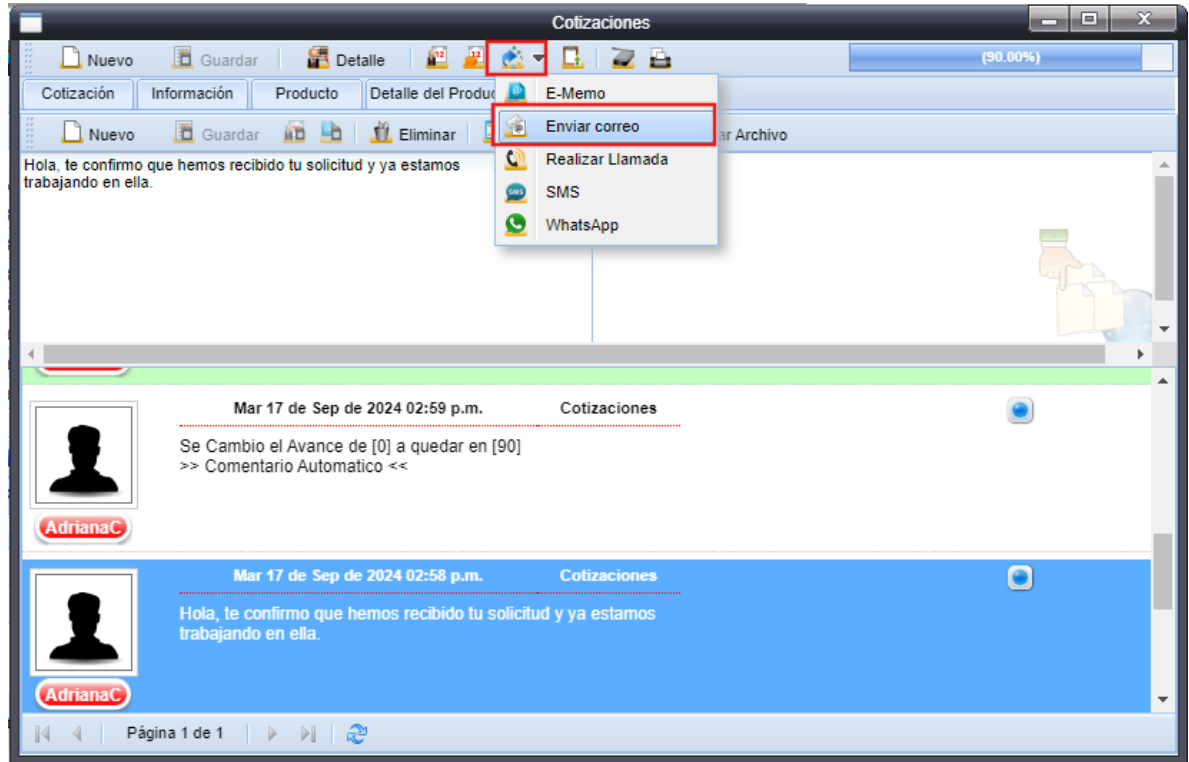 Cotizaciones
Nuevo Guardar Detalle 12 12 (90.00%)
Cotización Información Producto Detalle del Produc
Nuevo Guardar Eliminar ar Archivo
E-Memo
Enviar correo
Realizar Llamada
SMS SMS
WhatsApp
Hola, te confirmo que hemos recibido tu solicitud y ya estamos
trabajando en ella.
Mar 17 de Sep de 2024 02:59 p.m. Cotizaciones
Se Cambio el Avance de [0] a quedar en [90]
>> Comentario Automatico <<
AdrianaC
Mar 17 de Sep de 2024 02:58 p.m. Cotizaciones
Hola, te confirmo que hemos recibido tu solicitud y ya estamos
trabajando en ella.
AdrianaC
Página 1 de 1